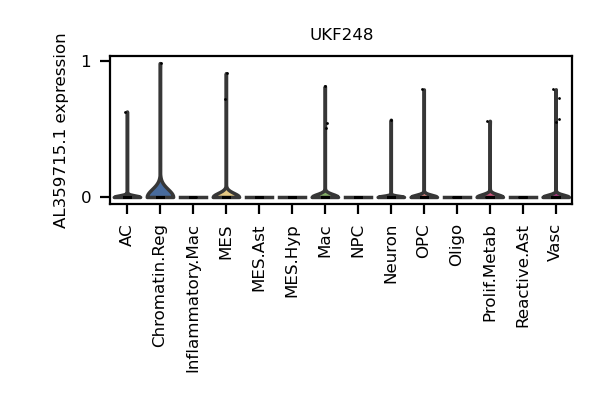 UKF248
AL359715.1 expression
1
0
AC
Chromatin.Reg
Inflammatory.Mac
MES
MES.Ast
MES.Hyp
Mac
NPC
Neuron
OPC
Oligo
Prolif.Metab
Reactive.Ast
Vasc